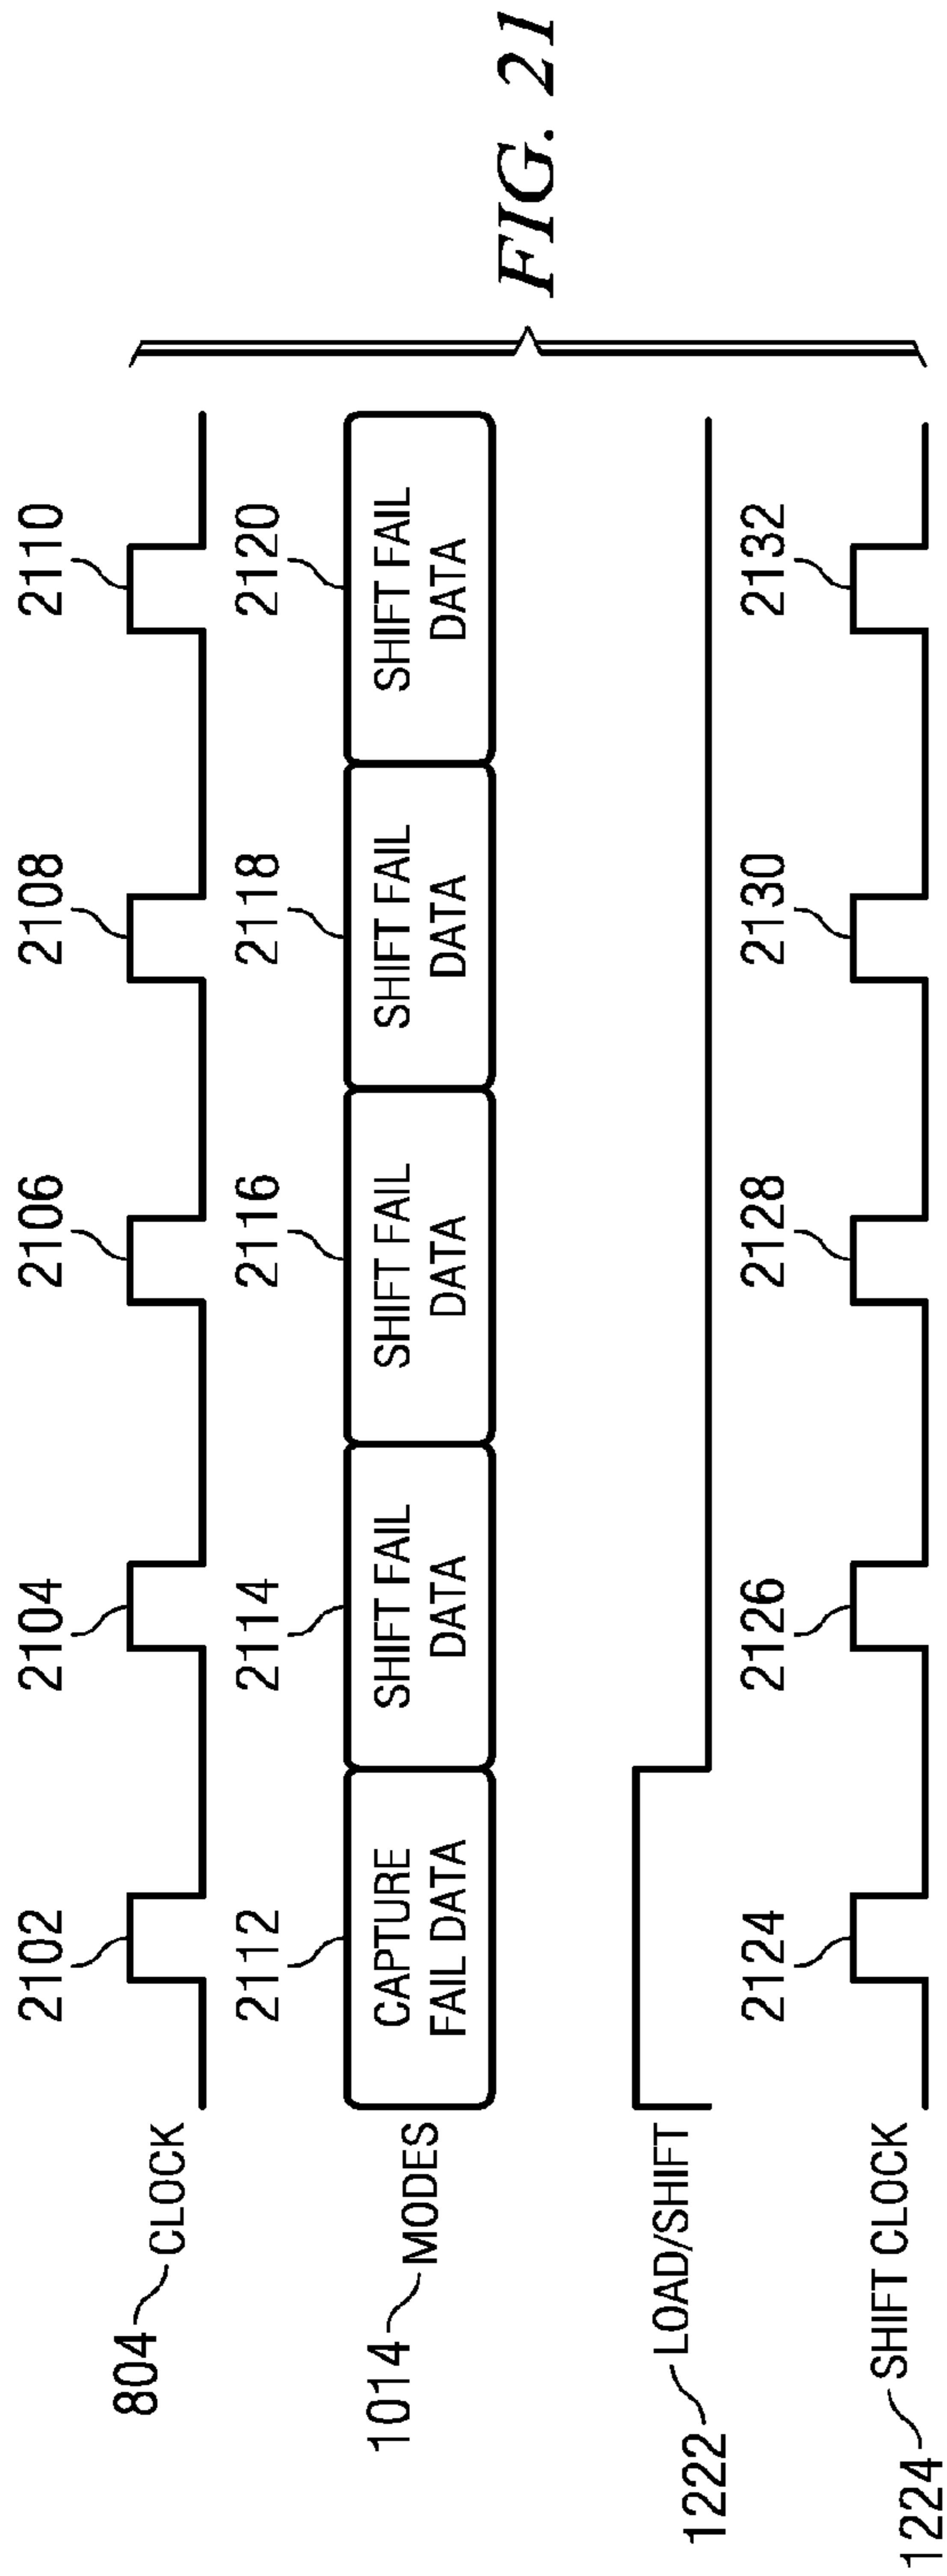 2102 2104 2106 2108 2110
804 CLOCK
2112 2114 2116 2118 2120
1014 MODES
CAPTURE
FAIL DATA
SHIFT FAIL
DATA
SHIFT FAIL
DATA
SHIFT FAIL
DATA
SHIFT FAIL
DATA
1222 LOAD/SHIFT
2124 2126 2128 2130 2132
1224 SHIFT CLOCK
FIG. 21